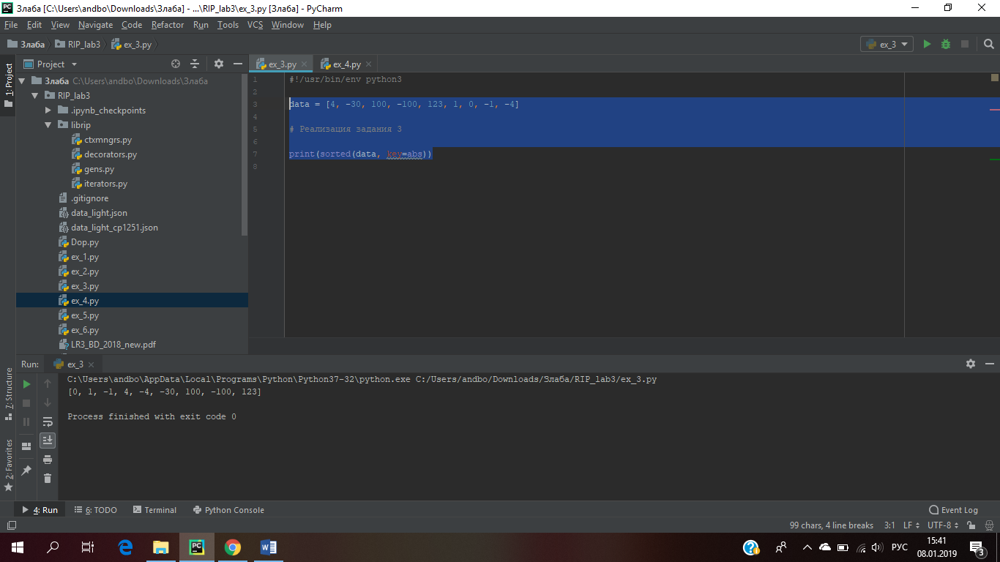 Злаба [C:\Users\andbo\Downloads\Злаба] - ...\RIP_lab3\ex_3.py [Злаба] - PyCharm
File Edit View Navigate Code Refactor Run Tools VCS Window Help
Злаба RIP_lab3 ex_3.py
ex_3
1: Project
Project
Злаба C:\Users\andbo\Downloads\Злаба
RIP_lab3
.ipynb_checkpoints
librip
ctxmngrs.py
decorators.py
gens.py
iterators.py
.gitignore
data_light.json
data_light_cp1251.json
Dop.py
ex_1.py
ex_2.py
ex_3.py
ex_4.py
ex_5.py
ex_6.py
LR3_BD_2018_new.pdf
ex_3.py ex_4.py
1 #!/usr/bin/env python3
2
3 data = [4, -30, 100, -100, 123, 1, 0, -1, -4]
4
5 # Реализация задания 3
6
7 print(sorted(data, key=abs))
8
7: Structure
2: Favorites
Run: ex_3
C:\Users\andbo\AppData\Local\Programs\Python\Python37-32\python.exe C:/Users/andbo/Downloads/Злаба/RIP_lab3/ex_3.py
[0, 1, -1, 4, -4, -30, 100, -100, 123]
Process finished with exit code 0
4: Run 6: TODO Terminal Python Console Event Log
99 chars, 4 line breaks 3:1 LF UTF-8
РУС 15:41
08.01.2019
3